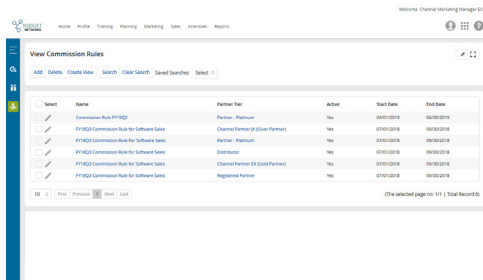 Welcome Channel Marketing Manager Eli
WIDGET
NETWORKS
Home Profile Training Planning Marketing Sales Incentives Reports
View Commission Rules
Add Delete Create View Search Clear Search Saved Searches Select
Select Name Partner Tier Active Start Date End Date
Commission Rule FY19Q2 Partner - Platinum Yes 04/01/2019 06/30/2019
FY18Q3 Commission Rule for Software Sales Channel Partner JX (Silver Partner) Yes 07/01/2018 09/30/2018
FY18Q3 Commission Rule for Software Sales Partner - Platinum Yes 07/01/2018 09/30/2018
FY18Q3 Commission Rule for Software Sales Distributor Yes 07/01/2018 09/30/2018
FY18Q3 Commission Rule for Software Sales Channel Partner EX (Gold Partner) Yes 07/01/2018 09/30/2018
FY18Q3 Commission Rule for Software Sales Registered Partner Yes 07/01/2018 09/30/2018
10 First Previous 1 Next Last (The selected page no: 1/1 | Total Record:6)